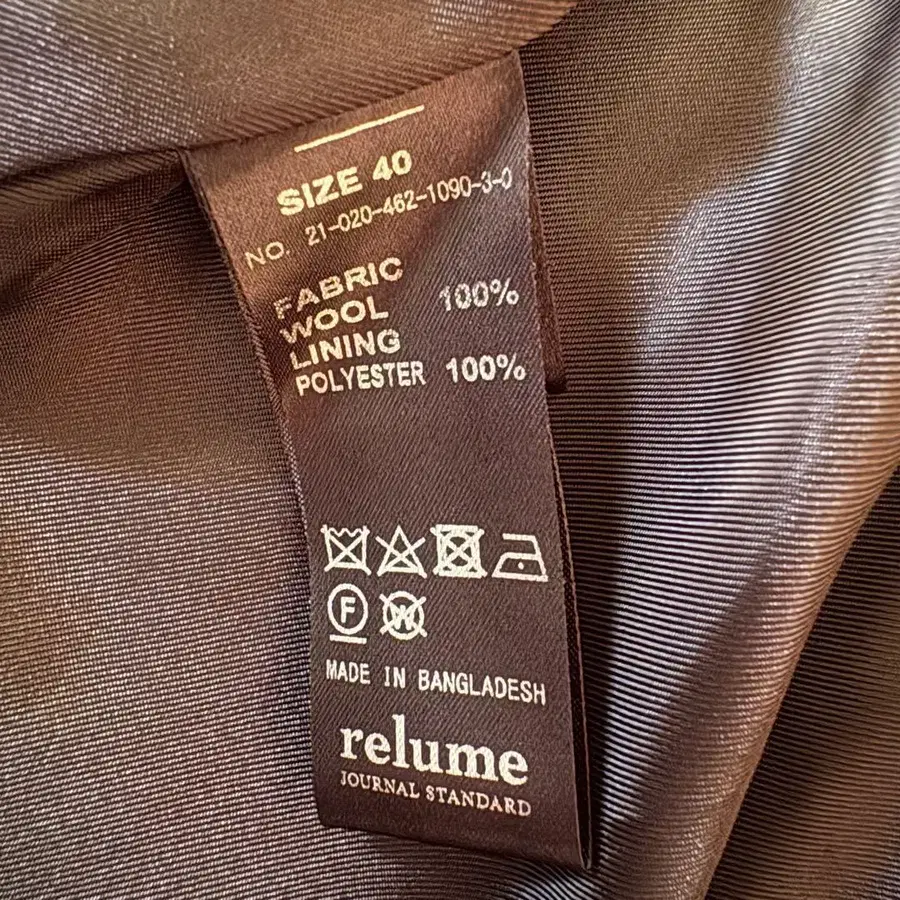 SIZE 40
NO. 21-020-462-1090-3-0
FABRIC
WOOL 100%
LINING
POLYESTER 100%
F W
MADE IN BANGLADESH
relume
JOURNAL STANDARD